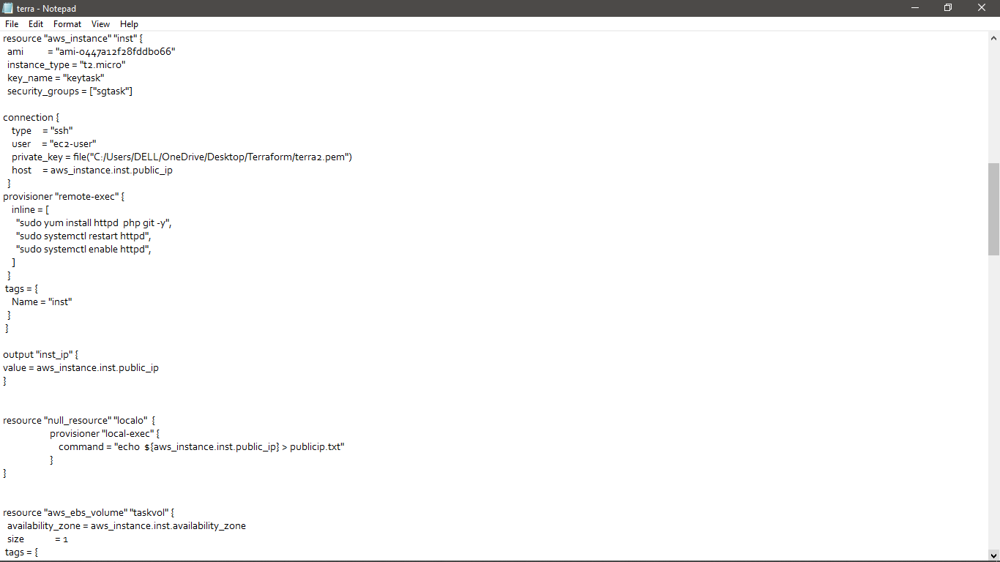 terra - Notepad
File Edit Format View Help
resource "aws_instance" "inst" {
ami = "ami-0447a12f28fddb066"
instance_type = "t2.micro"
key_name = "keytask"
security_groups = ["sgtask"]
connection {
type = "ssh"
user = "ec2-user"
private_key = file("C:/Users/DELL/OneDrive/Desktop/Terraform/terra2.pem")
host = aws_instance.inst.public_ip
}
provisioner "remote-exec" {
inline = [
"sudo yum install httpd  php git -y",
"sudo systemctl restart httpd",
"sudo systemctl enable httpd",
]
}
tags = {
Name = "inst"
}
}
output "inst_ip" {
value = aws_instance.inst.public_ip
}
resource "null_resource" "localo"  {
provisioner "local-exec" {
command = "echo  ${aws_instance.inst.public_ip} > publicip.txt"
}
}
resource "aws_ebs_volume" "taskvol" {
availability_zone = aws_instance.inst.availability_zone
size = 1
tags = {